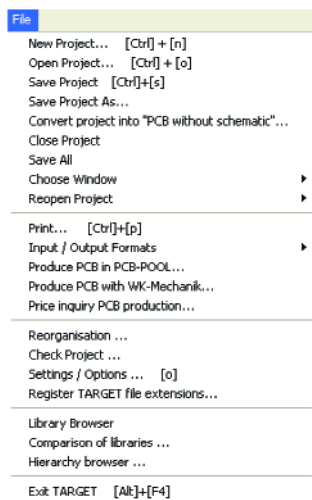 File
New Project... [Ctrl] + [n]
Open Project... [Ctrl] + [o]
Save Project [Ctrl]+[s]
Save Project As...
Convert project into "PCB without schematic"...
Close Project
Save All
Choose Window
Reopen Project
Print... [Ctrl]+[p]
Input / Output Formats
Produce PCB in PCB-POOL...
Produce PCB with WK-Mechanik...
Price inquiry PCB production...
Reorganisation ...
Check Project ...
Settings / Options ... [o]
Register TARGET file extensions...
Library Browser
Comparison of libraries ...
Hierarchy browser ...
Exit TARGET [Alt]+[F4]